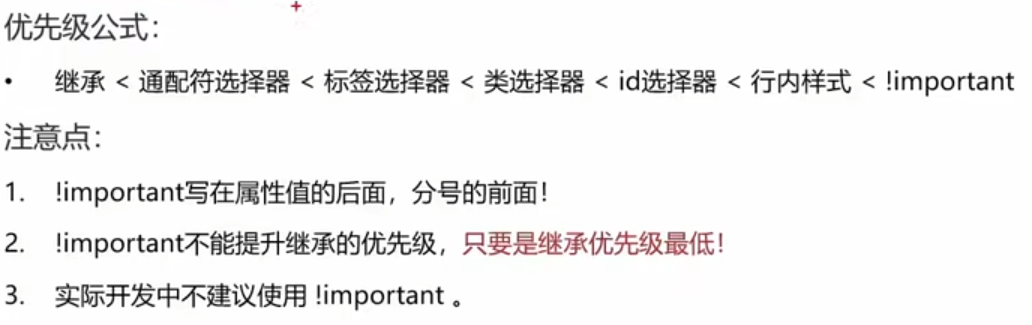 优先级公式：
• 继承 < 通配符选择器 < 标签选择器 < 类选择器 < id选择器 < 行内样式 < !important
注意点：
1. !important写在属性值的后面，分号的前面！
2. !important不能提升继承的优先级，只要是继承优先级最低！
3. 实际开发中不建议使用 !important 。